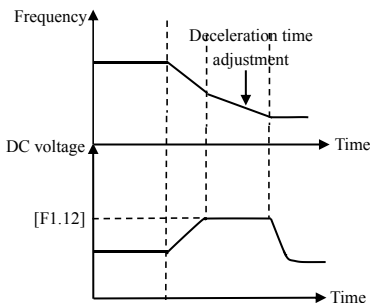 Frequency
Deceleration time
adjustment
Time
DC voltage
[F1.12]
Time